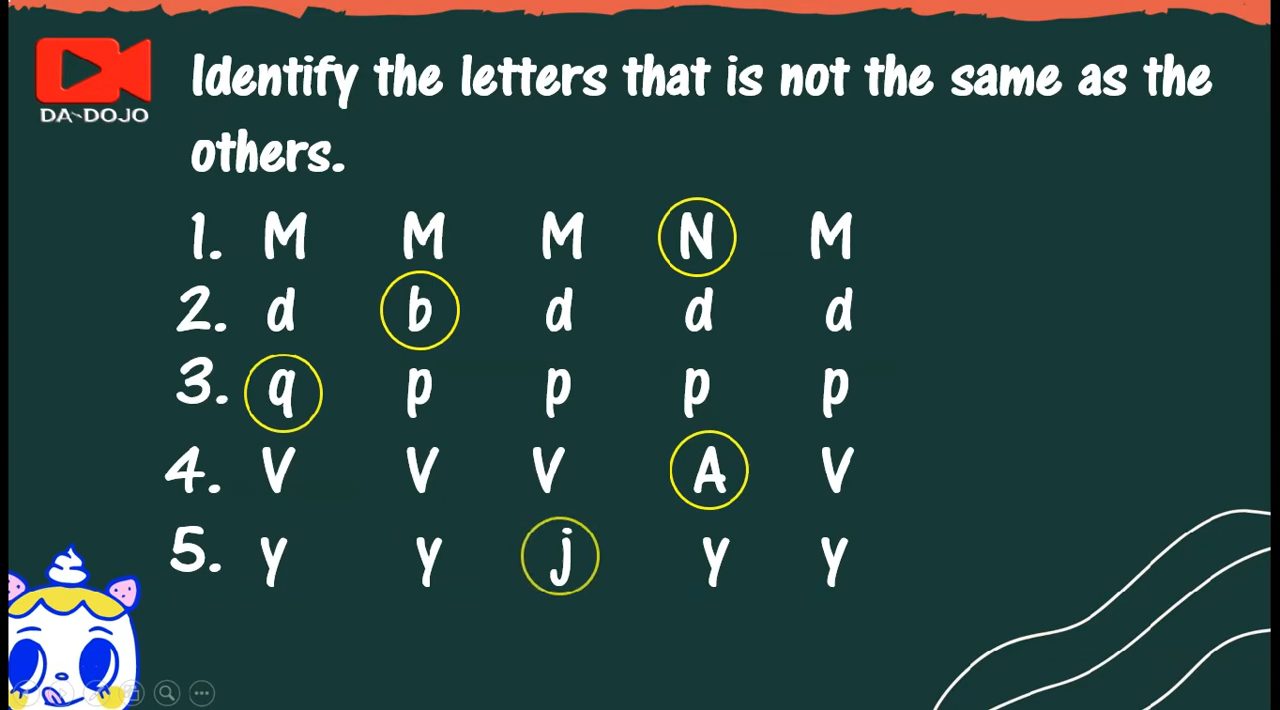 DA-DOJO
Identify the letters that is not the same as the
others.
1. M M M N M
2. d b d d d
3. q p p p p
4. V V V A V
5. y y j y y